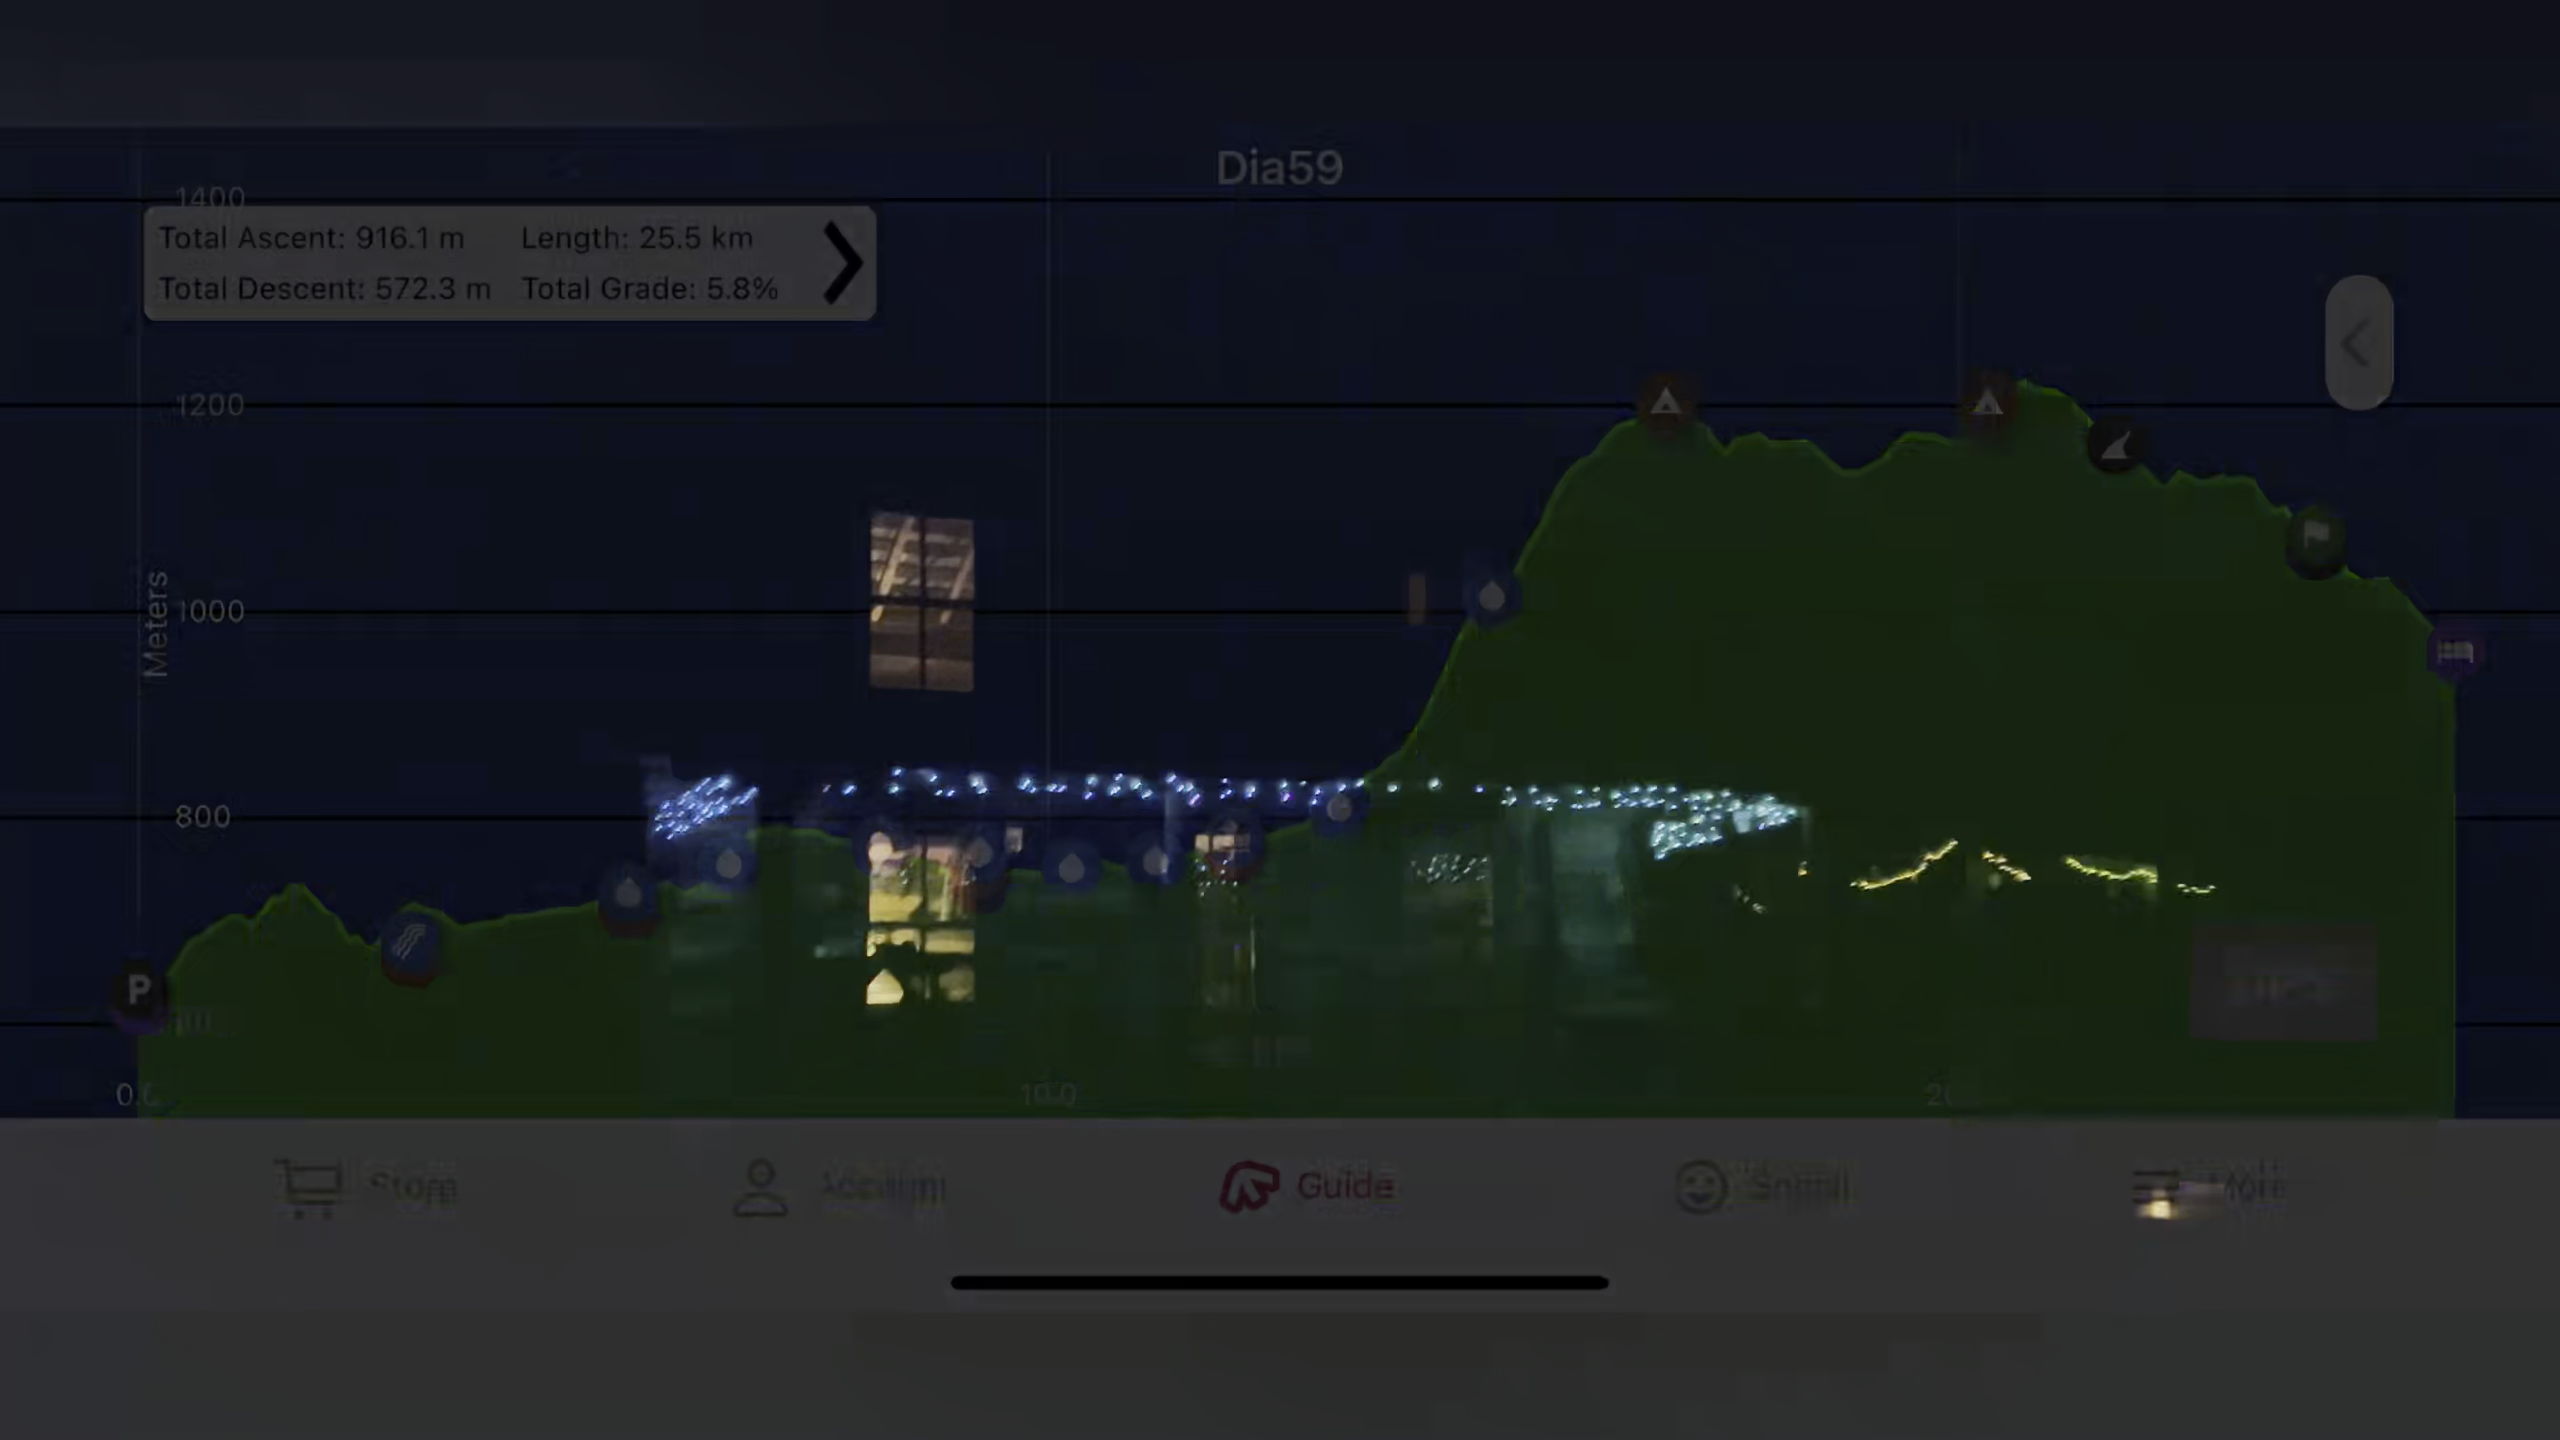 Dia59
1400
Total Ascent: 916.1 m
Length: 25.5 km
Total Descent: 572.3 m
Total Grade: 5.8%
1200
Meters
1000
800
P
10.0
Store
Account
Guide